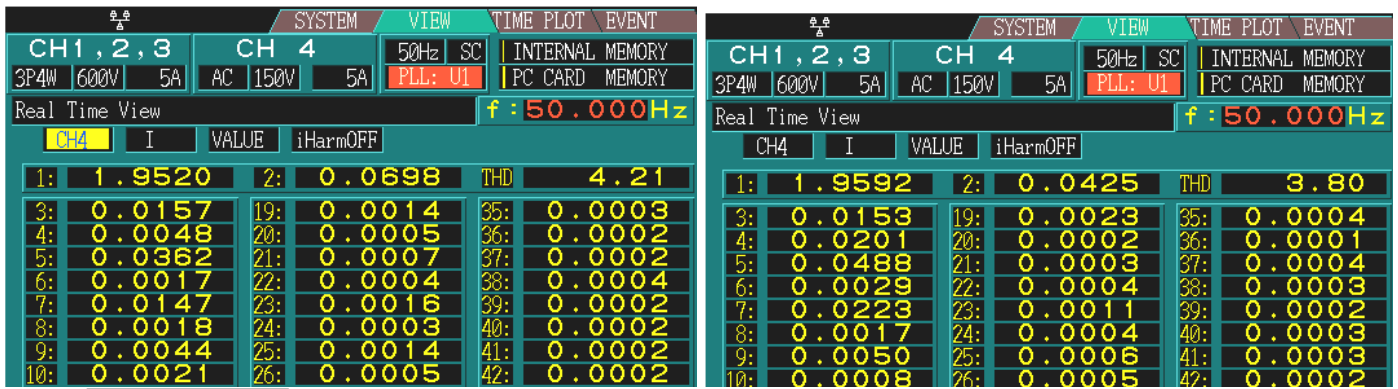 SYSTEM VIEW TIME PLOT EVENT
CH1,2,3 CH 4 50Hz SC INTERNAL MEMORY
3P4W 600V 5A AC 150V 5A PLL: U1 PC CARD MEMORY
Real Time View f:50.000Hz
CH4 I VALUE iHarmOFF
1: 1.9520 2: 0.0698 THD 4.21
3: 0.0157 19: 0.0014 35: 0.0003
4: 0.0048 20: 0.0005 36: 0.0002
5: 0.0362 21: 0.0007 37: 0.0002
6: 0.0017 22: 0.0004 38: 0.0004
7: 0.0147 23: 0.0016 39: 0.0002
8: 0.0018 24: 0.0003 40: 0.0002
9: 0.0044 25: 0.0014 41: 0.0002
10: 0.0021 26: 0.0005 42: 0.0002
SYSTEM VIEW TIME PLOT EVENT
CH1,2,3 CH 4 50Hz SC INTERNAL MEMORY
3P4W 600V 5A AC 150V 5A PLL: U1 PC CARD MEMORY
Real Time View f:50.000Hz
CH4 I VALUE iHarmOFF
1: 1.9592 2: 0.0425 THD 3.80
3: 0.0153 19: 0.0023 35: 0.0004
4: 0.0201 20: 0.0002 36: 0.0001
5: 0.0488 21: 0.0003 37: 0.0004
6: 0.0029 22: 0.0004 38: 0.0003
7: 0.0223 23: 0.0011 39: 0.0002
8: 0.0017 24: 0.0004 40: 0.0003
9: 0.0050 25: 0.0006 41: 0.0003
10: 0.0008 26: 0.0005 42: 0.0002